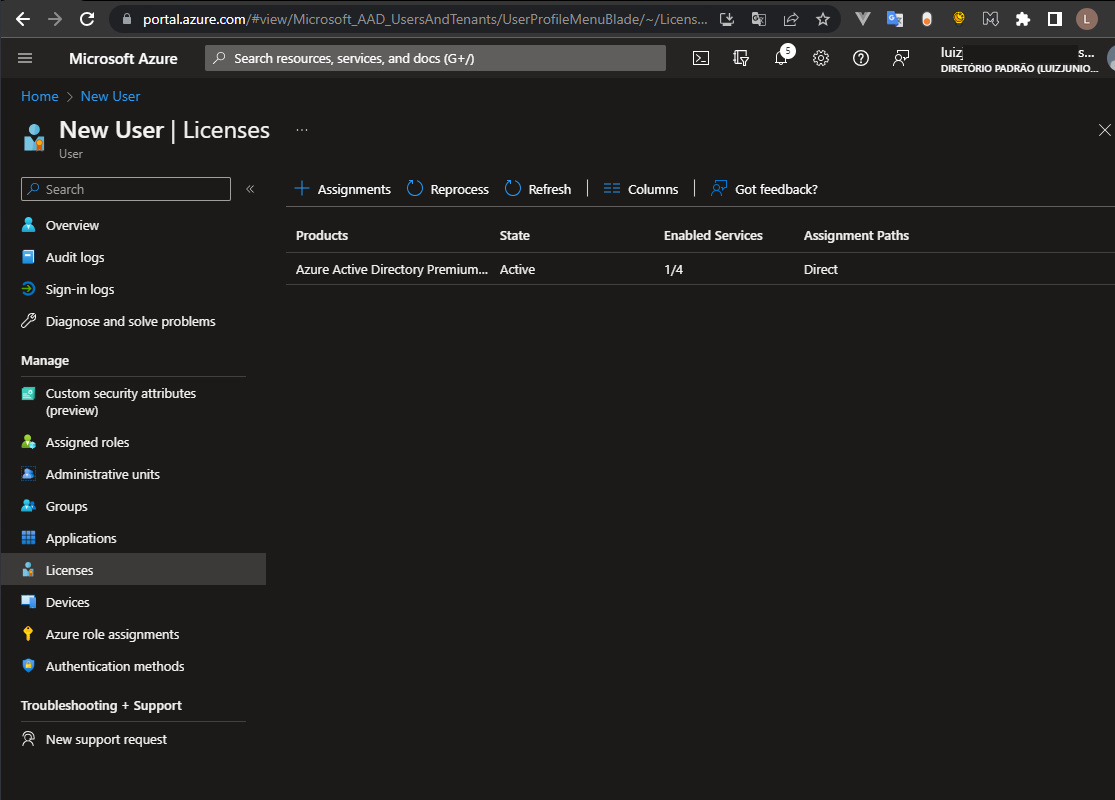 portal.azure.com/#view/Microsoft_AAD_UsersAndTenants/UserProfileMenuBlade/~/Licens...
L
Microsoft Azure
Search resources, services, and docs (G+/)
5
luiz s...
DIRETÓRIO PADRÃO (LUIZJUNIO...
Home > New User
New User | Licenses ...
User
Search «
+ Assignments Reprocess Refresh Columns Got feedback?
Products State Enabled Services Assignment Paths
Azure Active Directory Premium... Active 1/4 Direct
Overview
Audit logs
Sign-in logs
Diagnose and solve problems
Manage
Custom security attributes
(preview)
Assigned roles
Administrative units
Groups
Applications
Licenses
Devices
Azure role assignments
Authentication methods
Troubleshooting + Support
New support request